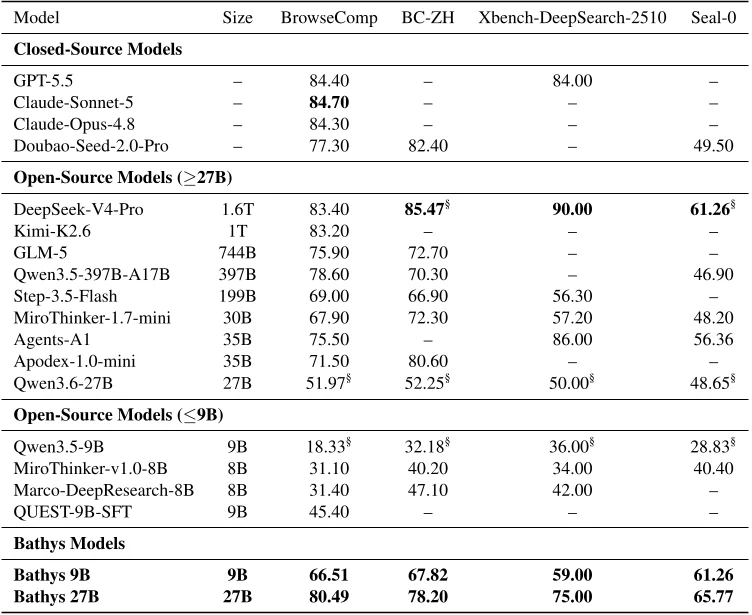 Model Size BrowseComp BC-ZH Xbench-DeepSearch-2510 Seal-0
Closed-Source Models
GPT-5.5 – 84.40 – 84.00 –
Claude-Sonnet-5 – 84.70 – – –
Claude-Opus-4.8 – 84.30 – – –
Doubao-Seed-2.0-Pro – 77.30 82.40 – 49.50
Open-Source Models (≥27B)
DeepSeek-V4-Pro 1.6T 83.40 85.47§ 90.00 61.26§
Kimi-K2.6 1T 83.20 – – –
GLM-5 744B 75.90 72.70 – –
Qwen3.5-397B-A17B 397B 78.60 70.30 – 46.90
Step-3.5-Flash 199B 69.00 66.90 56.30 –
MiroThinker-1.7-mini 30B 67.90 72.30 57.20 48.20
Agents-A1 35B 75.50 – 86.00 56.36
Apodex-1.0-mini 35B 71.50 80.60 – –
Qwen3.6-27B 27B 51.97§ 52.25§ 50.00§ 48.65§
Open-Source Models (≤9B)
Qwen3.5-9B 9B 18.33§ 32.18§ 36.00§ 28.83§
MiroThinker-v1.0-8B 8B 31.10 40.20 34.00 40.40
Marco-DeepResearch-8B 8B 31.40 47.10 42.00 –
QUEST-9B-SFT 9B 45.40 – – –
Bathys Models
Bathys 9B 9B 66.51 67.82 59.00 61.26
Bathys 27B 27B 80.49 78.20 75.00 65.77